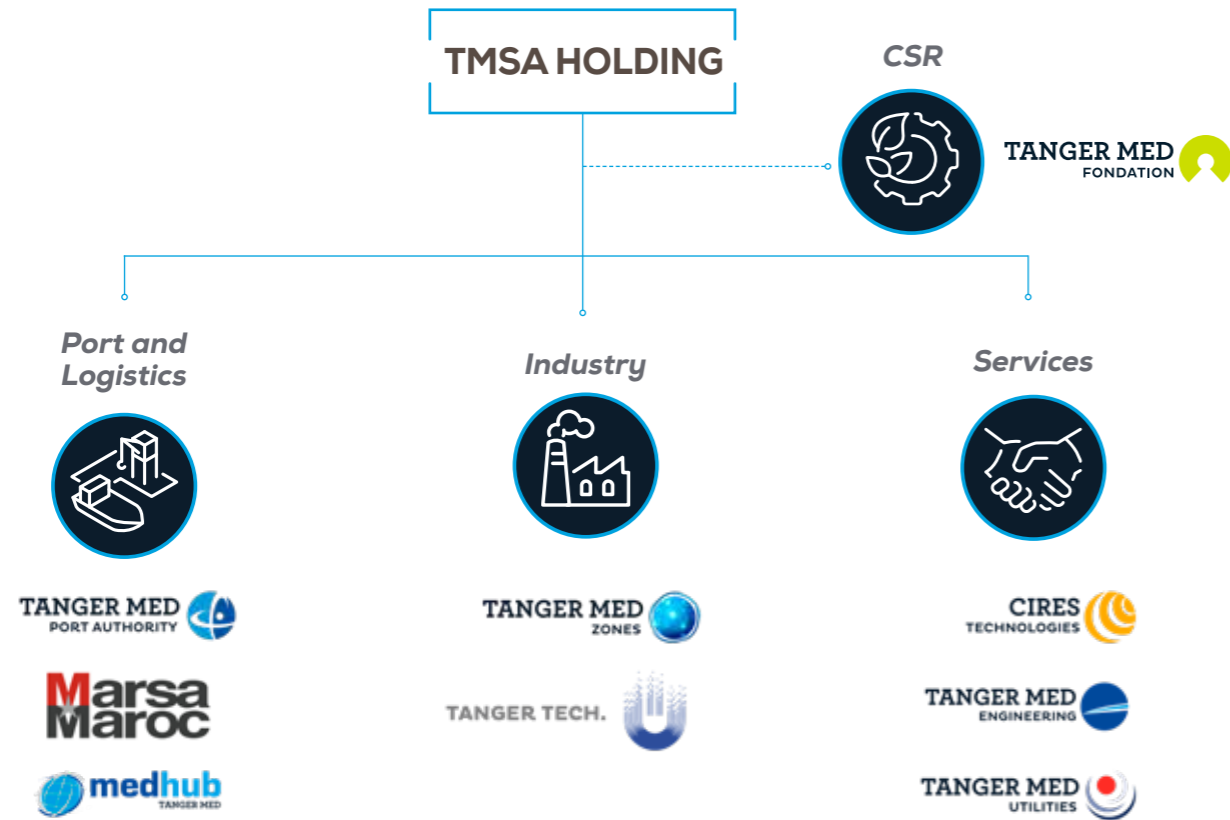 TMSA HOLDING
CSR
TANGER MED
FONDATION
Port and
Logistics
TANGER MED
PORT AUTHORITY
Marsa
Maroc
medhub
TANGER MED
Industry
TANGER MED
ZONES
TANGER TECH.
Services
CIRES
TECHNOLOGIES
TANGER MED
ENGINEERING
TANGER MED
UTILITIES